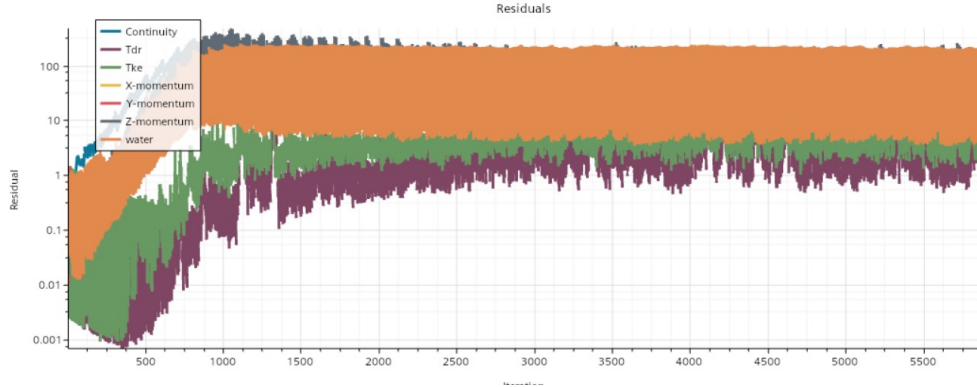 Residuals
Continuity
Tdr
Tke
X-momentum
Y-momentum
Z-momentum
water
Residual
100
10
1
0.1
0.01
0.001
500 1000 1500 2000 2500 3000 3500 4000 4500 5000 5500